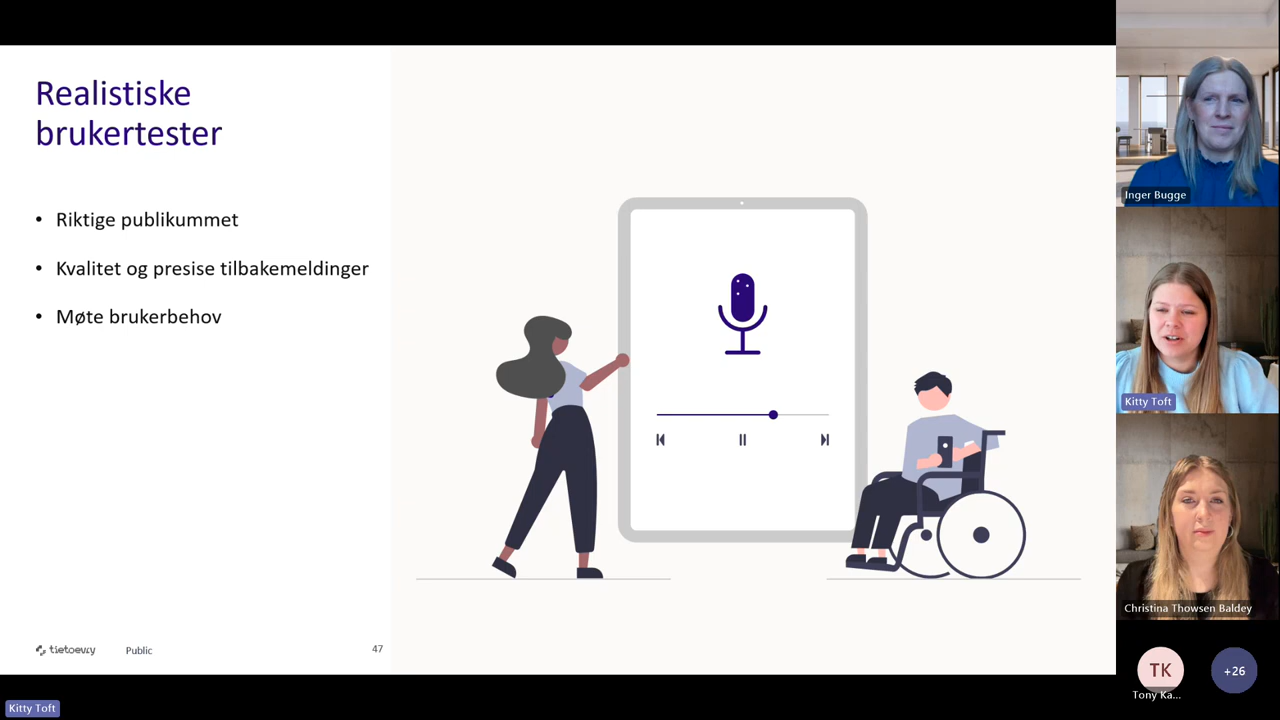 Realistiske
brukertester
• Riktige publikummet
• Kvalitet og presise tilbakemeldinger
• Møte brukerbehov
tietoevry
Public
47
Kitty Toft
Inger Bugge
Kitty Toft
Christina Thowsen Baldey
TK
Tony Ka...
+26